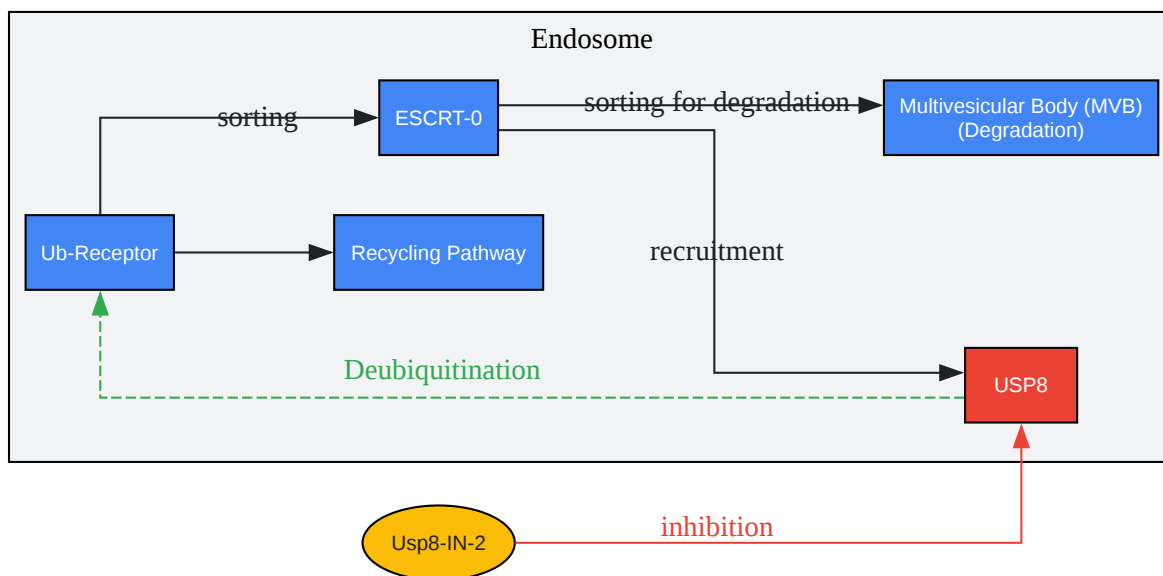 Endosome
sorting
ESCRT-0
sorting for degradation
Multivesicular Body (MVB)
(Degradation)
Ub-Receptor
Recycling Pathway
recruitment
Deubiquitination
USP8
Usp8-IN-2
inhibition